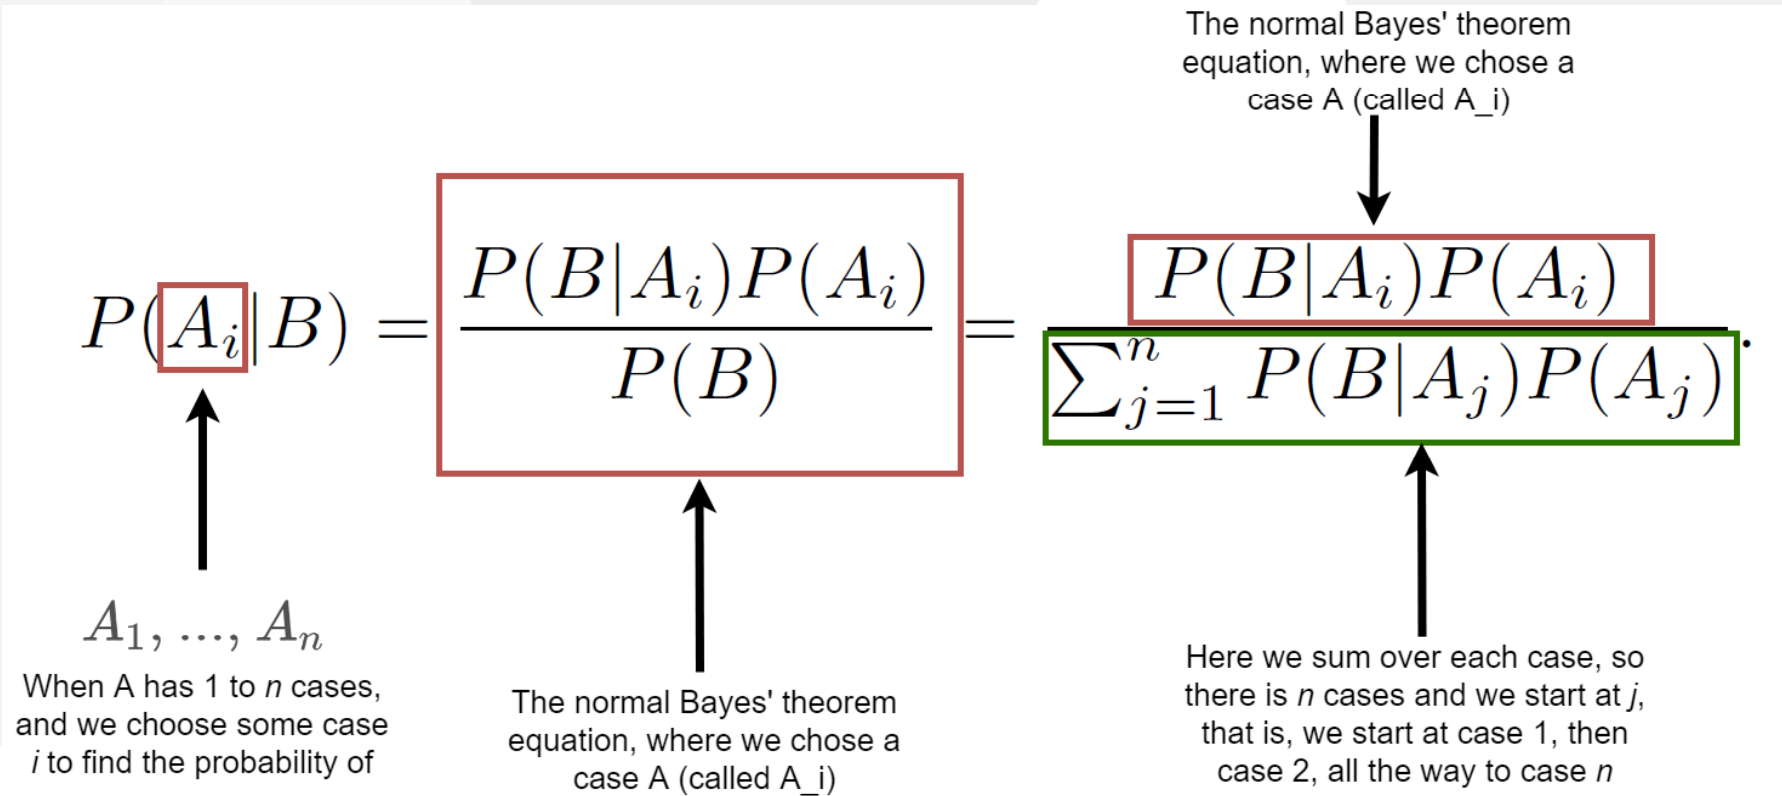 The normal Bayes' theorem
equation, where we chose a
case A (called A_i)
P(A_i|B) = \frac{P(B|A_i)P(A_i)}{P(B)} = \frac{P(B|A_i)P(A_i)}{\sum_{j=1}^{n} P(B|A_j)P(A_j)}.
A_1, ..., A_n
When A has 1 to n cases,
and we choose some case
i to find the probability of
The normal Bayes' theorem
equation, where we chose a
case A (called A_i)
Here we sum over each case, so
there is n cases and we start at j,
that is, we start at case 1, then
case 2, all the way to case n